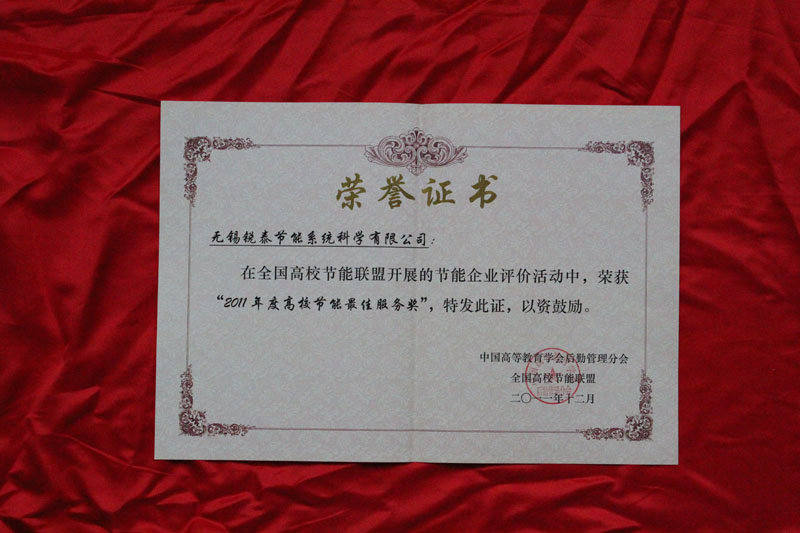 荣誉证书
无锡锐泰节能系统科学有限公司：
在全国高校节能联盟开展的节能企业评价活动中，荣获
“2011年度高校节能最佳服务奖”，特发此证，以资鼓励。
中国高等教育学会后勤管理分会
全国高校节能联盟
二〇一一年十二月